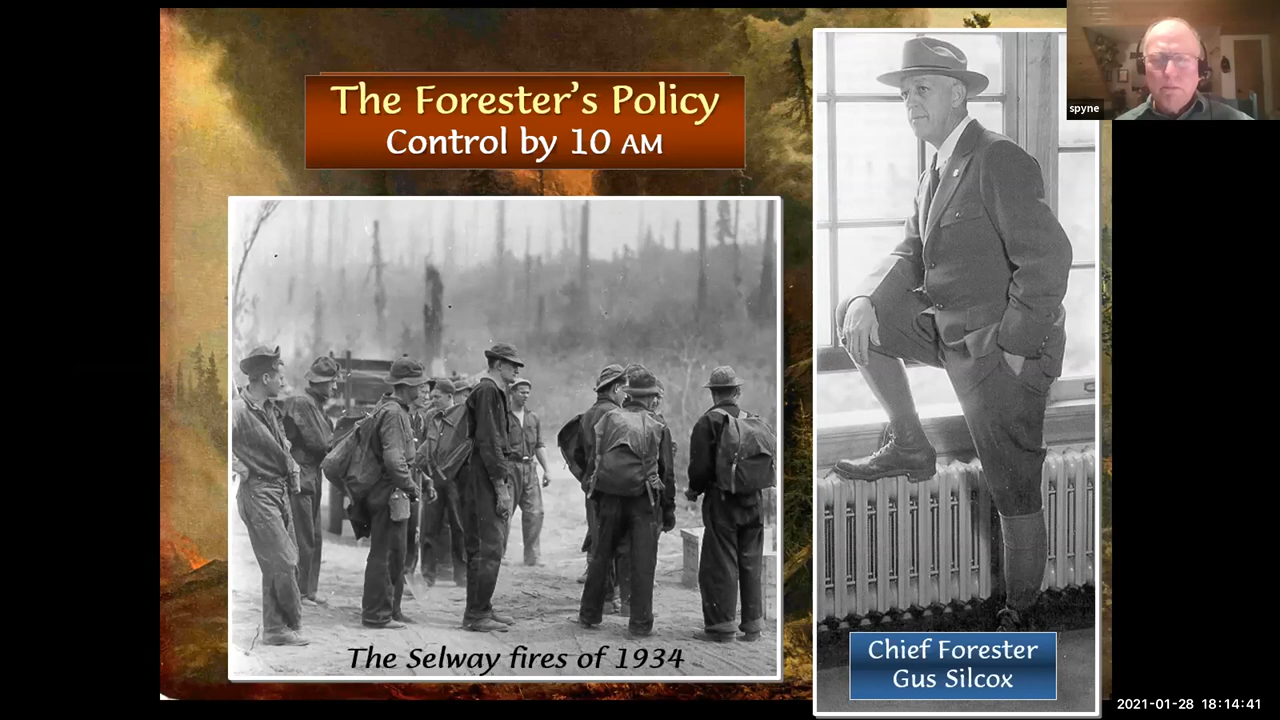 The Forester's Policy
Control by 10 AM
The Selway fires of 1934
Chief Forester
Gus Silcox
spyne
2021-01-28 18:14:41